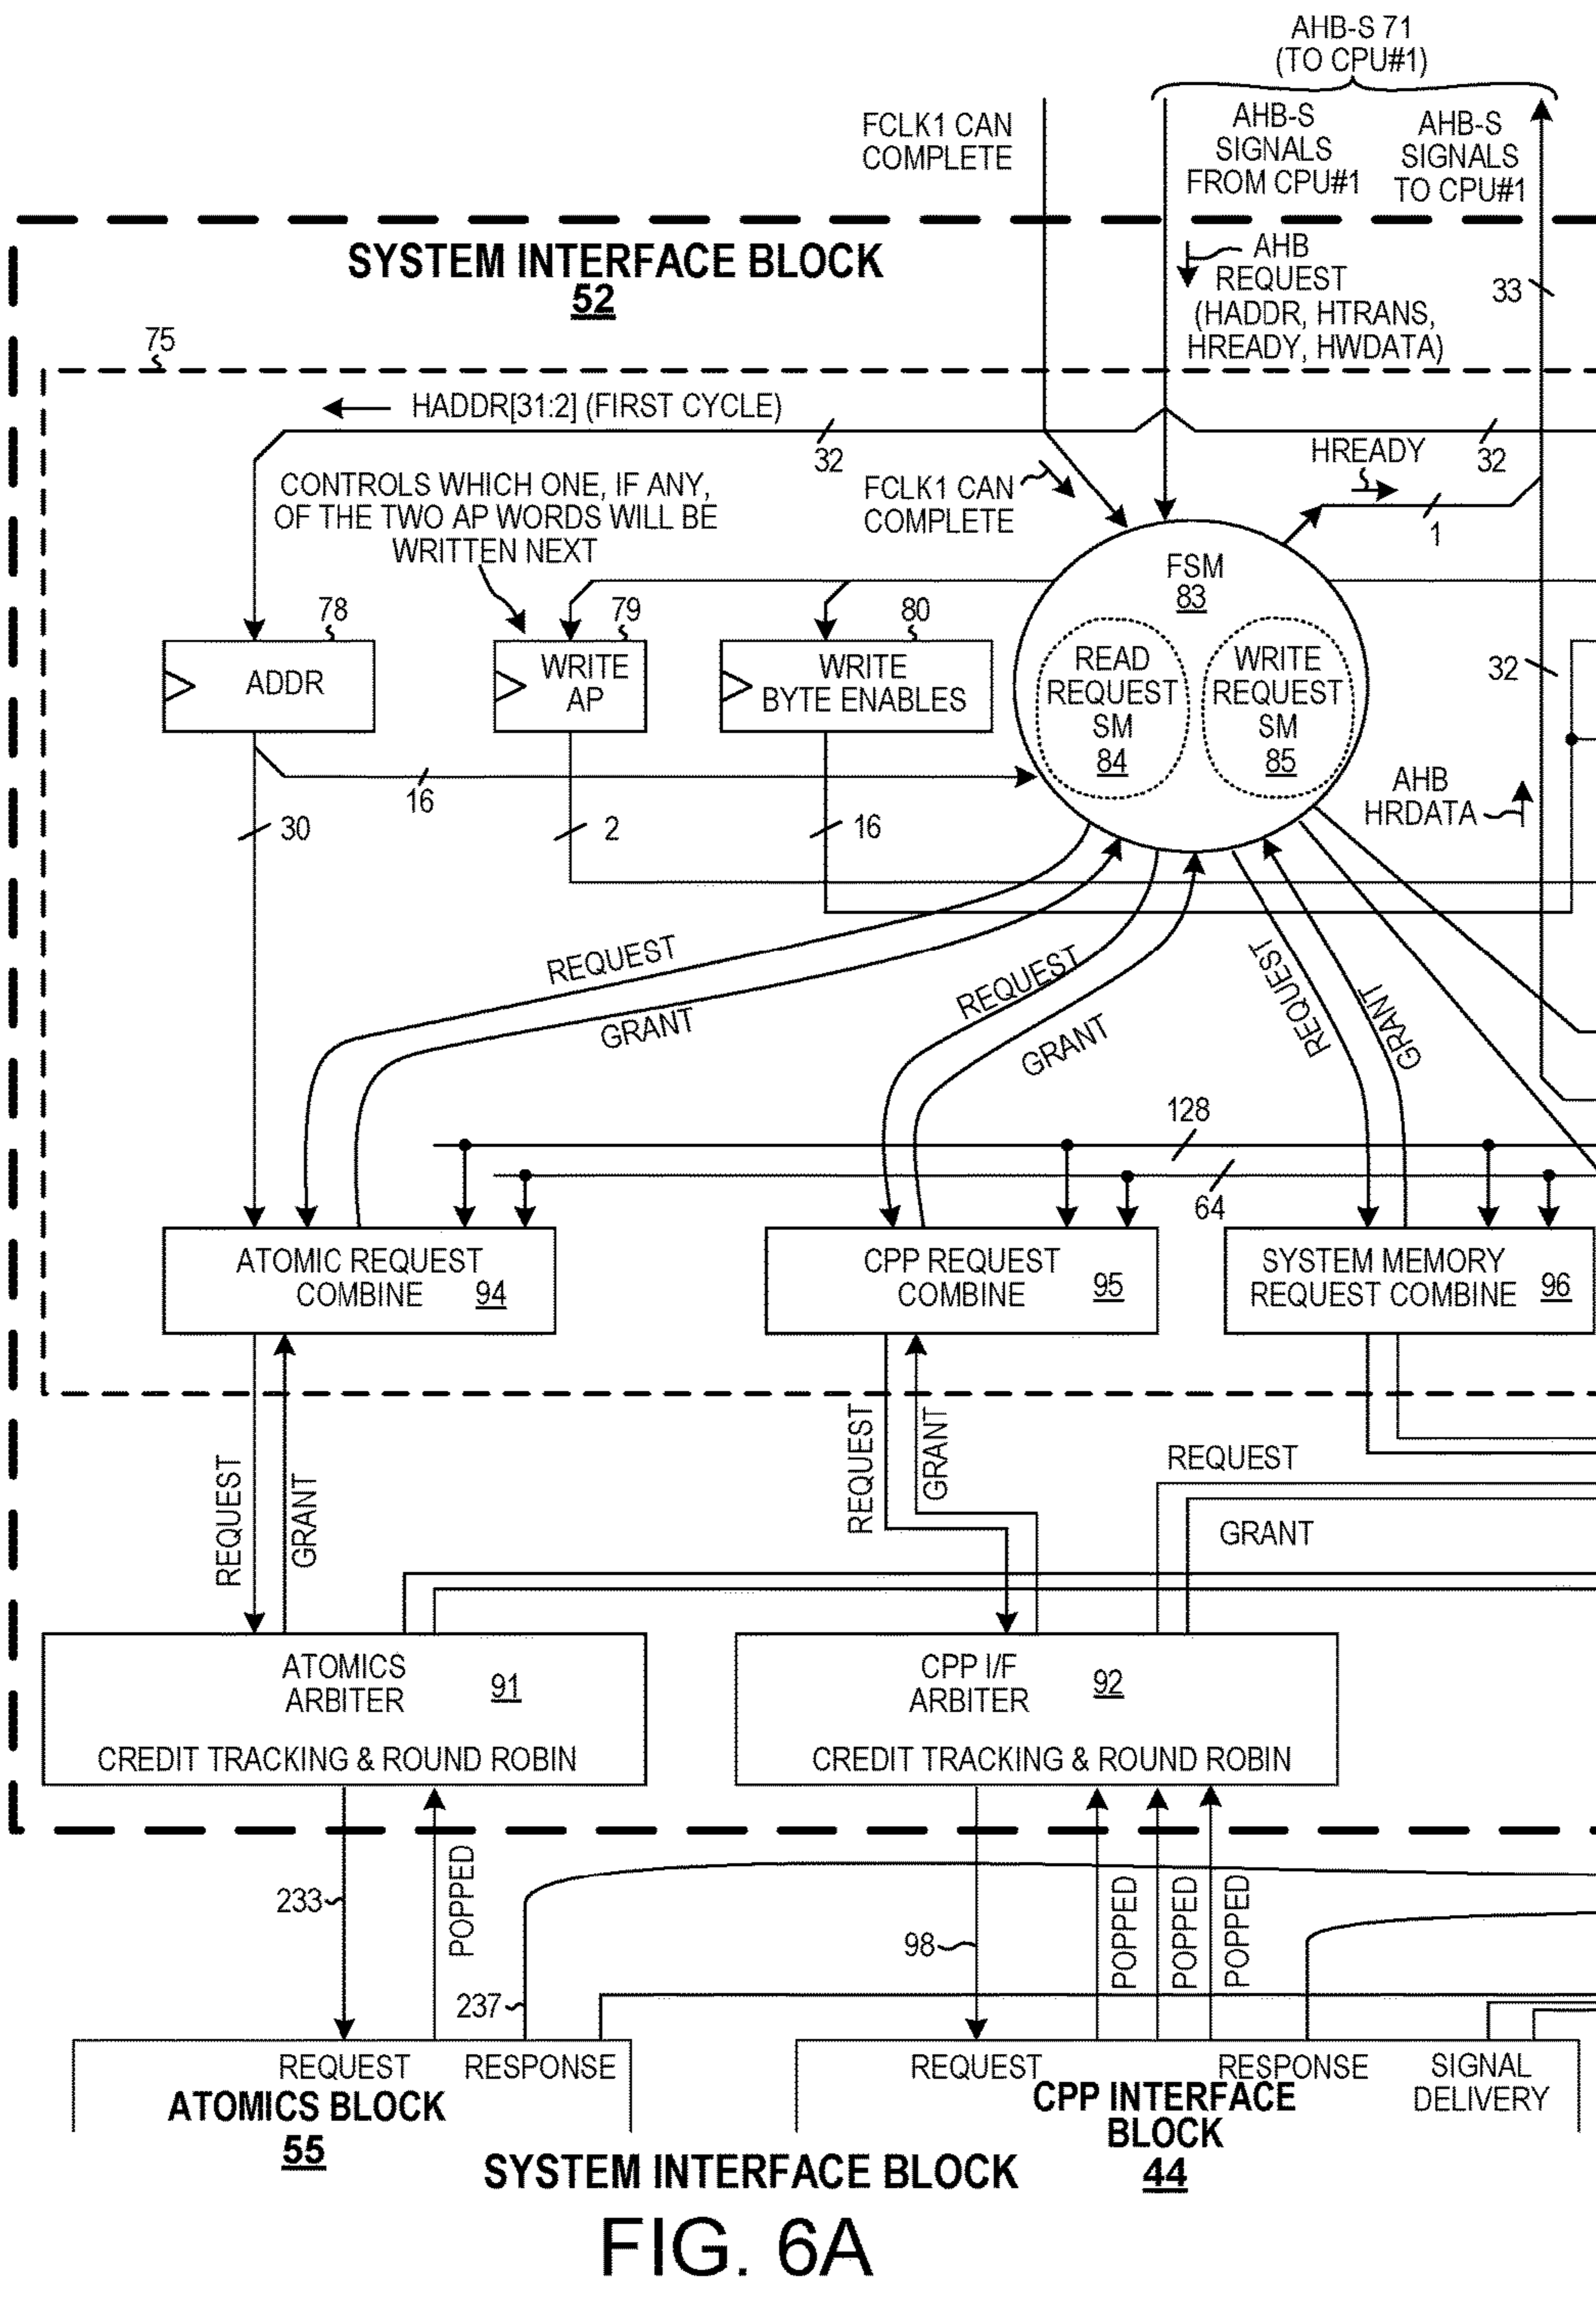 AHB-S 71
(TO CPU#1)
FCLK1 CAN
COMPLETE
AHB-S
SIGNALS
FROM CPU#1
AHB-S
SIGNALS
TO CPU#1
SYSTEM INTERFACE BLOCK
52
AHB
REQUEST
(HADDR, HTRANS,
HREADY, HWDATA)
33
75
HADDR[31:2] (FIRST CYCLE)
32
32
HREADY
1
CONTROLS WHICH ONE, IF ANY,
OF THE TWO AP WORDS WILL BE
WRITTEN NEXT
FCLK1 CAN
COMPLETE
FSM
83
READ
REQUEST
SM
84
WRITE
REQUEST
SM
85
78
ADDR
79
WRITE
AP
80
WRITE
BYTE ENABLES
32
16
30
2
16
AHB
HRDATA
REQUEST
GRANT
REQUEST
GRANT
REQUEST
GRANT
128
64
ATOMIC REQUEST
COMBINE 94
CPP REQUEST
COMBINE 95
SYSTEM MEMORY
REQUEST COMBINE 96
REQUEST
GRANT
REQUEST
GRANT
REQUEST
GRANT
ATOMICS
ARBITER 91
CREDIT TRACKING & ROUND ROBIN
CPP I/F
ARBITER 92
CREDIT TRACKING & ROUND ROBIN
233
POPPED
237
98
POPPED
POPPED
POPPED
REQUEST RESPONSE
ATOMICS BLOCK
55
REQUEST RESPONSE
CPP INTERFACE
BLOCK
44
SIGNAL
DELIVERY
SYSTEM INTERFACE BLOCK
FIG. 6A